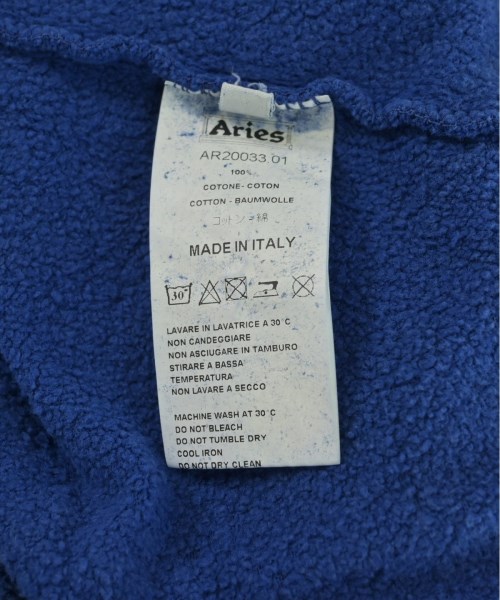 Aries
AR20033.01
100%
COTONE- COTON
COTTON - BAUMWOLLE
コットン - 綿
MADE IN ITALY
30°
LAVARE IN LAVATRICE A 30°C
NON CANDEGGIARE
NON ASCIUGARE IN TAMBURO
STIRARE A BASSA
TEMPERATURA
NON LAVARE A SECCO
MACHINE WASH AT 30°C
DO NOT BLEACH
DO NOT TUMBLE DRY
COOL IRON
DO NOT DRY CLEAN